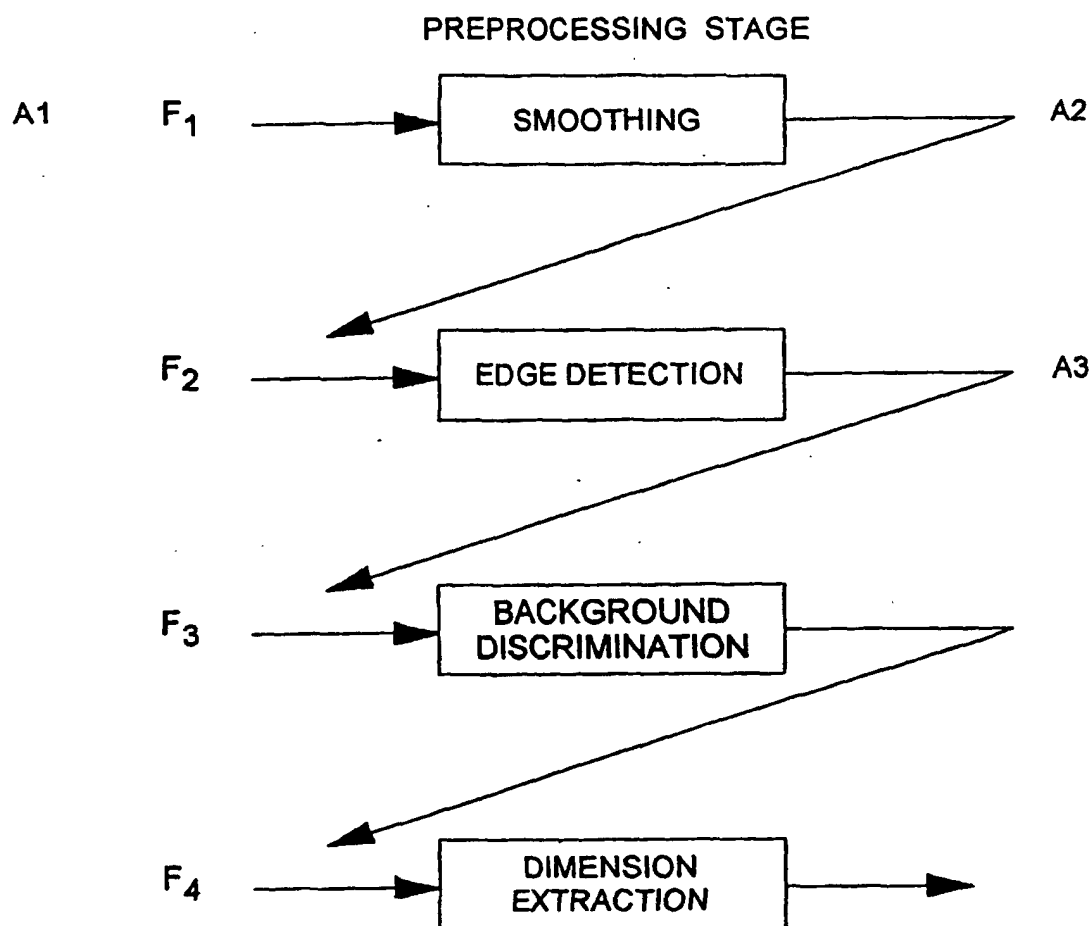 PREPROCESSING STAGE
A1 F₁ SMOOTHING A2
F₂ EDGE DETECTION A3
F₃ BACKGROUND
DISCRIMINATION
F₄ DIMENSION
EXTRACTION